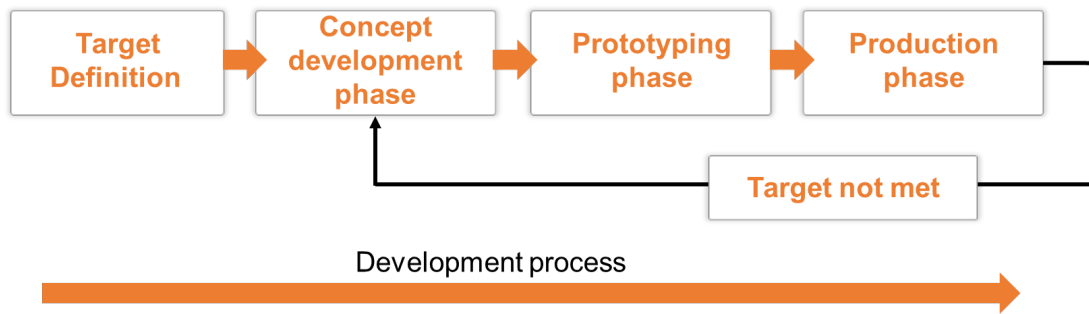 Target
Definition
Concept
development
phase
Prototyping
phase
Production
phase
Target not met
Development process